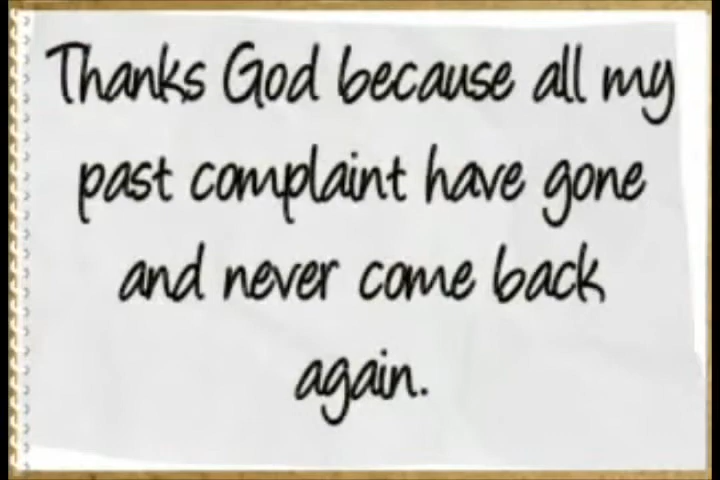 Thanks God because all my
past complaint have gone
and never come back
again.